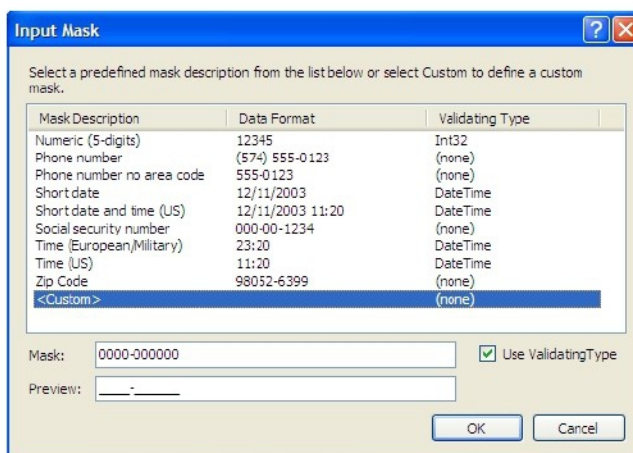 Input Mask
Select a predefined mask description from the list below or select Custom to define a custom
mask.
Mask Description Data Format Validating Type
Numeric (5-digits) 12345 Int32
Phone number (574) 555-0123 (none)
Phone number no area code 555-0123 (none)
Short date 12/11/2003 DateTime
Short date and time (US) 12/11/2003 11:20 DateTime
Social security number 000-00-1234 (none)
Time (European/Military) 23:20 DateTime
Time (US) 11:20 DateTime
Zip Code 98052-6399 (none)
<Custom> (none)
Mask: 0000-000000 Use ValidatingType
Preview: ____-______
OK Cancel